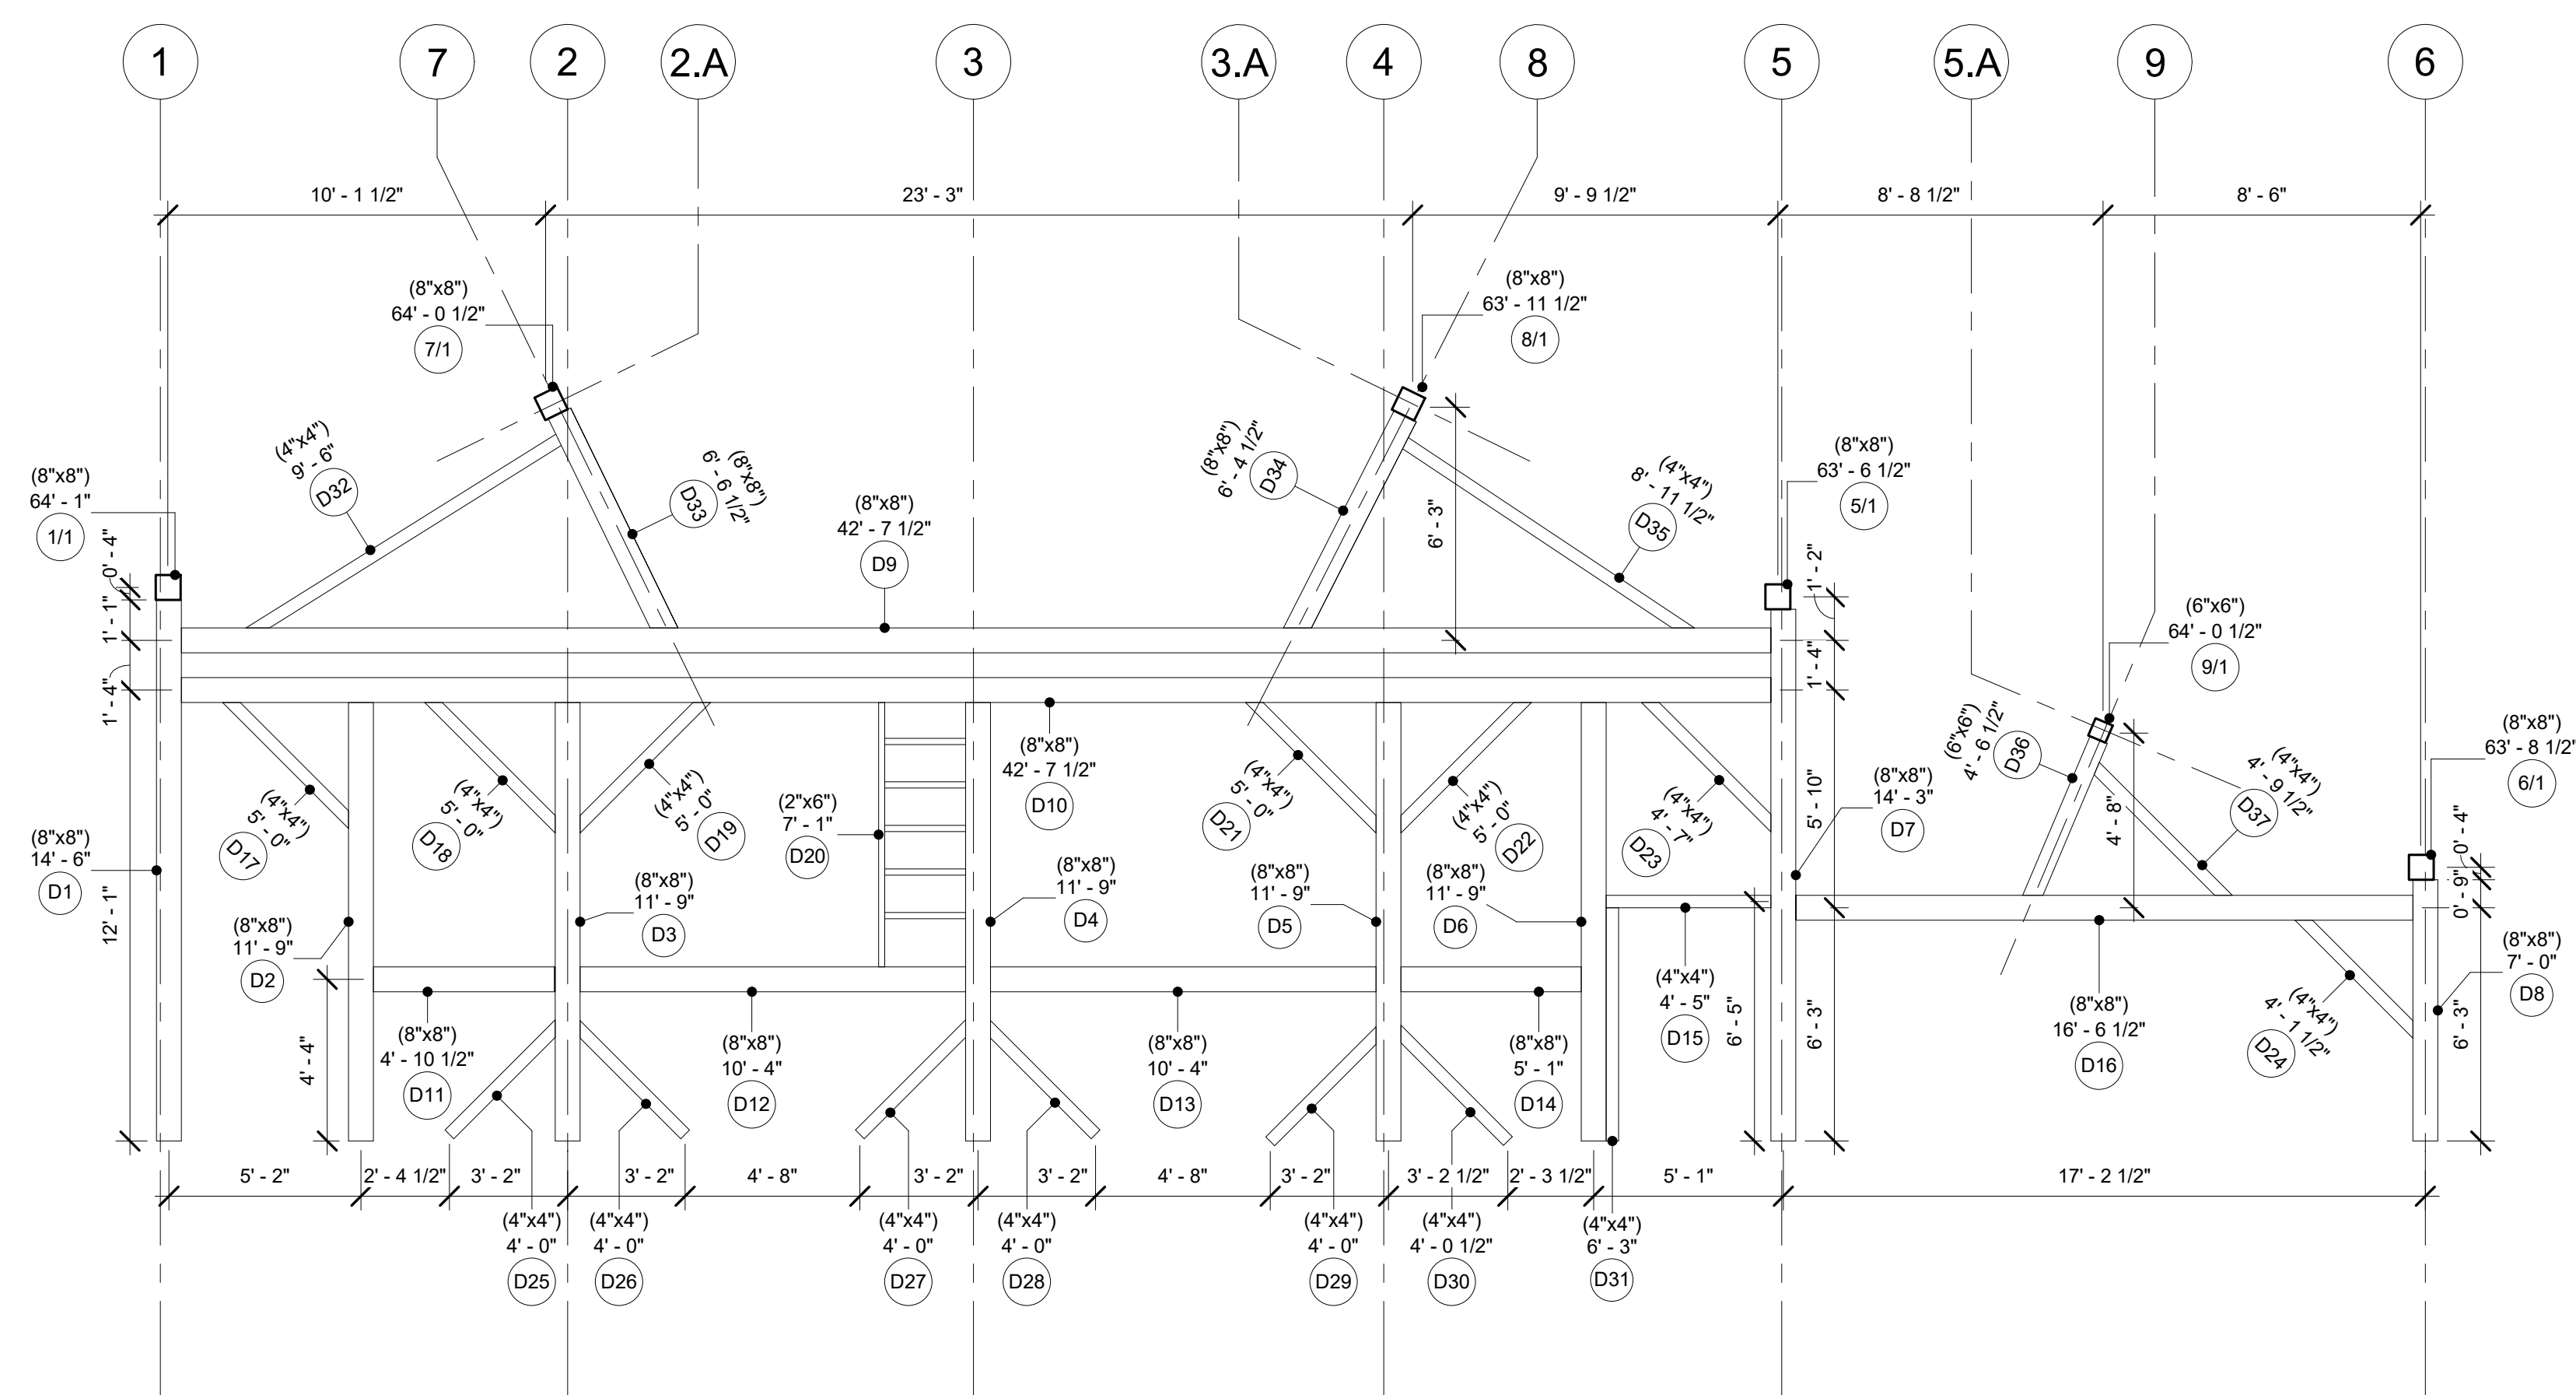 1
7
2
2.A
3
3.A
4
8
5
5.A
9
6
10' - 1 1/2"
23' - 3"
9' - 9 1/2"
8' - 8 1/2"
8' - 6"
(8"x8")
64' - 0 1/2"
7/1
(8"x8")
63' - 11 1/2"
8/1
(8"x8")
64' - 1"
1/1
(4"x4")
9' - 6"
D32
(8"x8")
6' - 6 1/2"
D33
(8"x8")
42' - 7 1/2"
D9
(8"x8")
6' - 4 1/2"
D34
6' - 3"
(4"x4")
8' - 11 1/2"
D35
(8"x8")
63' - 6 1/2"
5/1
(6"x6")
64' - 0 1/2"
9/1
(8"x8")
63' - 8 1/2"
6/1
0' - 4"
1' - 1"
1' - 4"
12' - 1"
1' - 2"
1' - 4"
5' - 10"
6' - 3"
(8"x8")
14' - 6"
D1
(4"x4")
5' - 0"
D17
(4"x4")
5' - 0"
D18
(4"x4")
5' - 0"
D19
(2"x6")
7' - 1"
D20
(8"x8")
42' - 7 1/2"
D10
(4"x4")
5' - 0"
D21
(4"x4")
5' - 0"
D22
(4"x4")
4' - 7"
D23
(8"x8")
14' - 3"
D7
(6"x6")
4' - 6 1/2"
D36
4' - 8"
(4"x4")
4' - 9 1/2"
D37
0' - 4"
0' - 9"
6' - 3"
(8"x8")
11' - 9"
D2
(8"x8")
11' - 9"
D3
(8"x8")
11' - 9"
D4
(8"x8")
11' - 9"
D5
(8"x8")
11' - 9"
D6
(8"x8")
7' - 0"
D8
4' - 4"
(8"x8")
4' - 10 1/2"
D11
(8"x8")
10' - 4"
D12
(8"x8")
10' - 4"
D13
(8"x8")
5' - 1"
D14
(4"x4")
4' - 5"
D15
6' - 5"
(8"x8")
16' - 6 1/2"
D16
(4"x4")
4' - 1 1/2"
D24
5' - 2"
2' - 4 1/2"
3' - 2"
3' - 2"
4' - 8"
3' - 2"
3' - 2"
4' - 8"
3' - 2"
3' - 2 1/2"
2' - 3 1/2"
5' - 1"
17' - 2 1/2"
(4"x4")
4' - 0"
D25
(4"x4")
4' - 0"
D26
(4"x4")
4' - 0"
D27
(4"x4")
4' - 0"
D28
(4"x4")
4' - 0"
D29
(4"x4")
4' - 0 1/2"
D30
(4"x4")
6' - 3"
D31